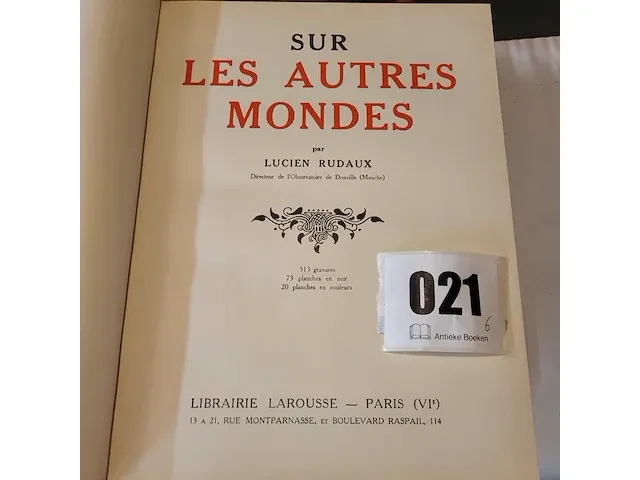 SUR
LES AUTRES
MONDES
par
LUCIEN RUDAUX
Directeur de l'Observatoire de Donville (Manche)
513 gravures
73 planches en noir
20 planches en couleurs
021
6
Antieke Boeken
LIBRAIRIE LAROUSSE — PARIS (VIᵉ)
13 A 21, RUE MONTPARNASSE, ET BOULEVARD RASPAIL, 114